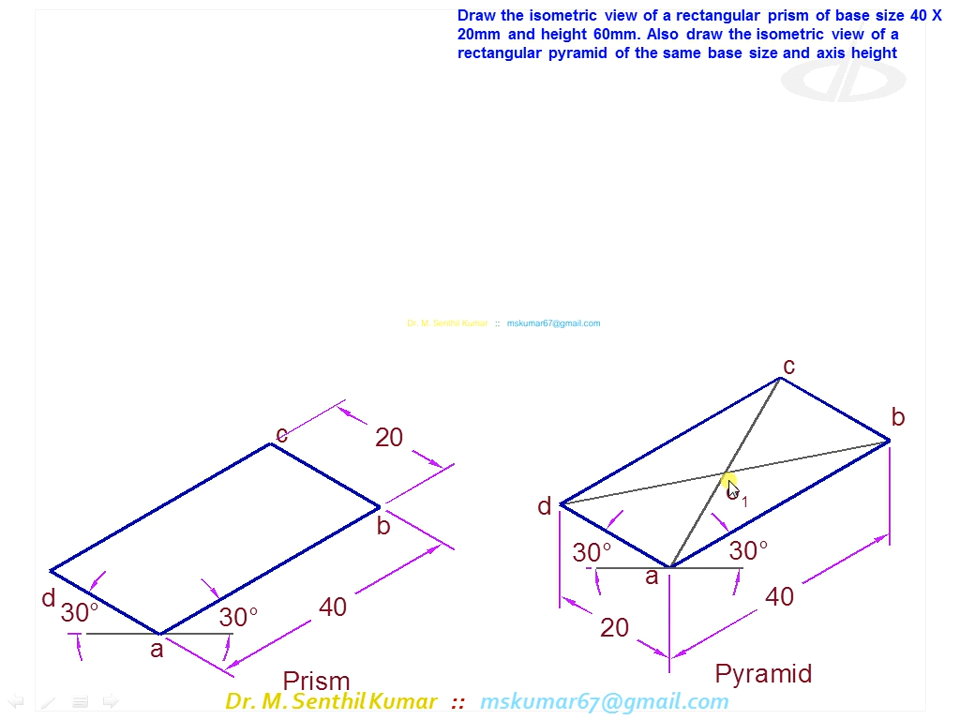 Draw the isometric view of a rectangular prism of base size 40 X
20mm and height 60mm. Also draw the isometric view of a
rectangular pyramid of the same base size and axis height
Dr. M. Senthil Kumar :: mskumar67@gmail.com
c
20
b
d
30°
30°
40
a
Prism
c
b
d
1
30°
30°
a
40
20
Pyramid
Dr. M. Senthil Kumar :: mskumar67@gmail.com